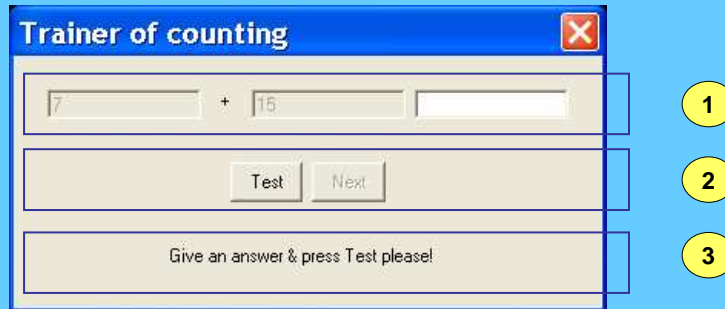 Trainer of counting
7 + 15
1
Test Next
2
Give an answer & press Test please!
3